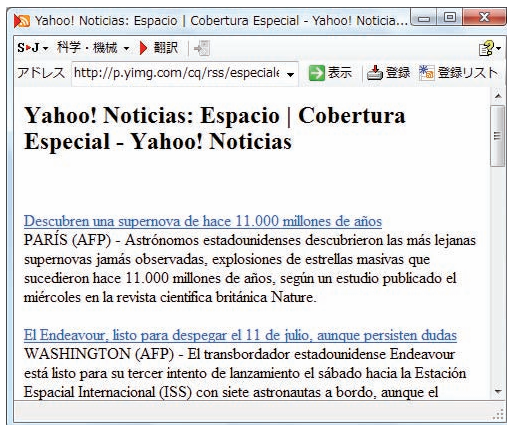 Yahoo! Noticias: Espacio | Cobertura Especial - Yahoo! Noticia...
S▶J 科学・機械 翻訳
アドレス http://p.yimg.com/cq/rss/especiale 表示 登録 登録リスト
Yahoo! Noticias: Espacio | Cobertura
Especial - Yahoo! Noticias
Descubren una supernova de hace 11.000 millones de años
PARÍS (AFP) - Astrónomos estadounidenses descubrieron las más lejanas
supernovas jamás observadas, explosiones de estrellas masivas que
sucedieron hace 11.000 millones de años, según un estudio publicado el
miércoles en la revista científica británica Nature.
El Endeavour, listo para despegar el 11 de julio, aunque persisten dudas
WASHINGTON (AFP) - El transbordador estadounidense Endeavour
está listo para su tercer intento de lanzamiento el sábado hacia la Estación
Espacial Internacional (ISS) con siete astronautas a bordo, aunque el